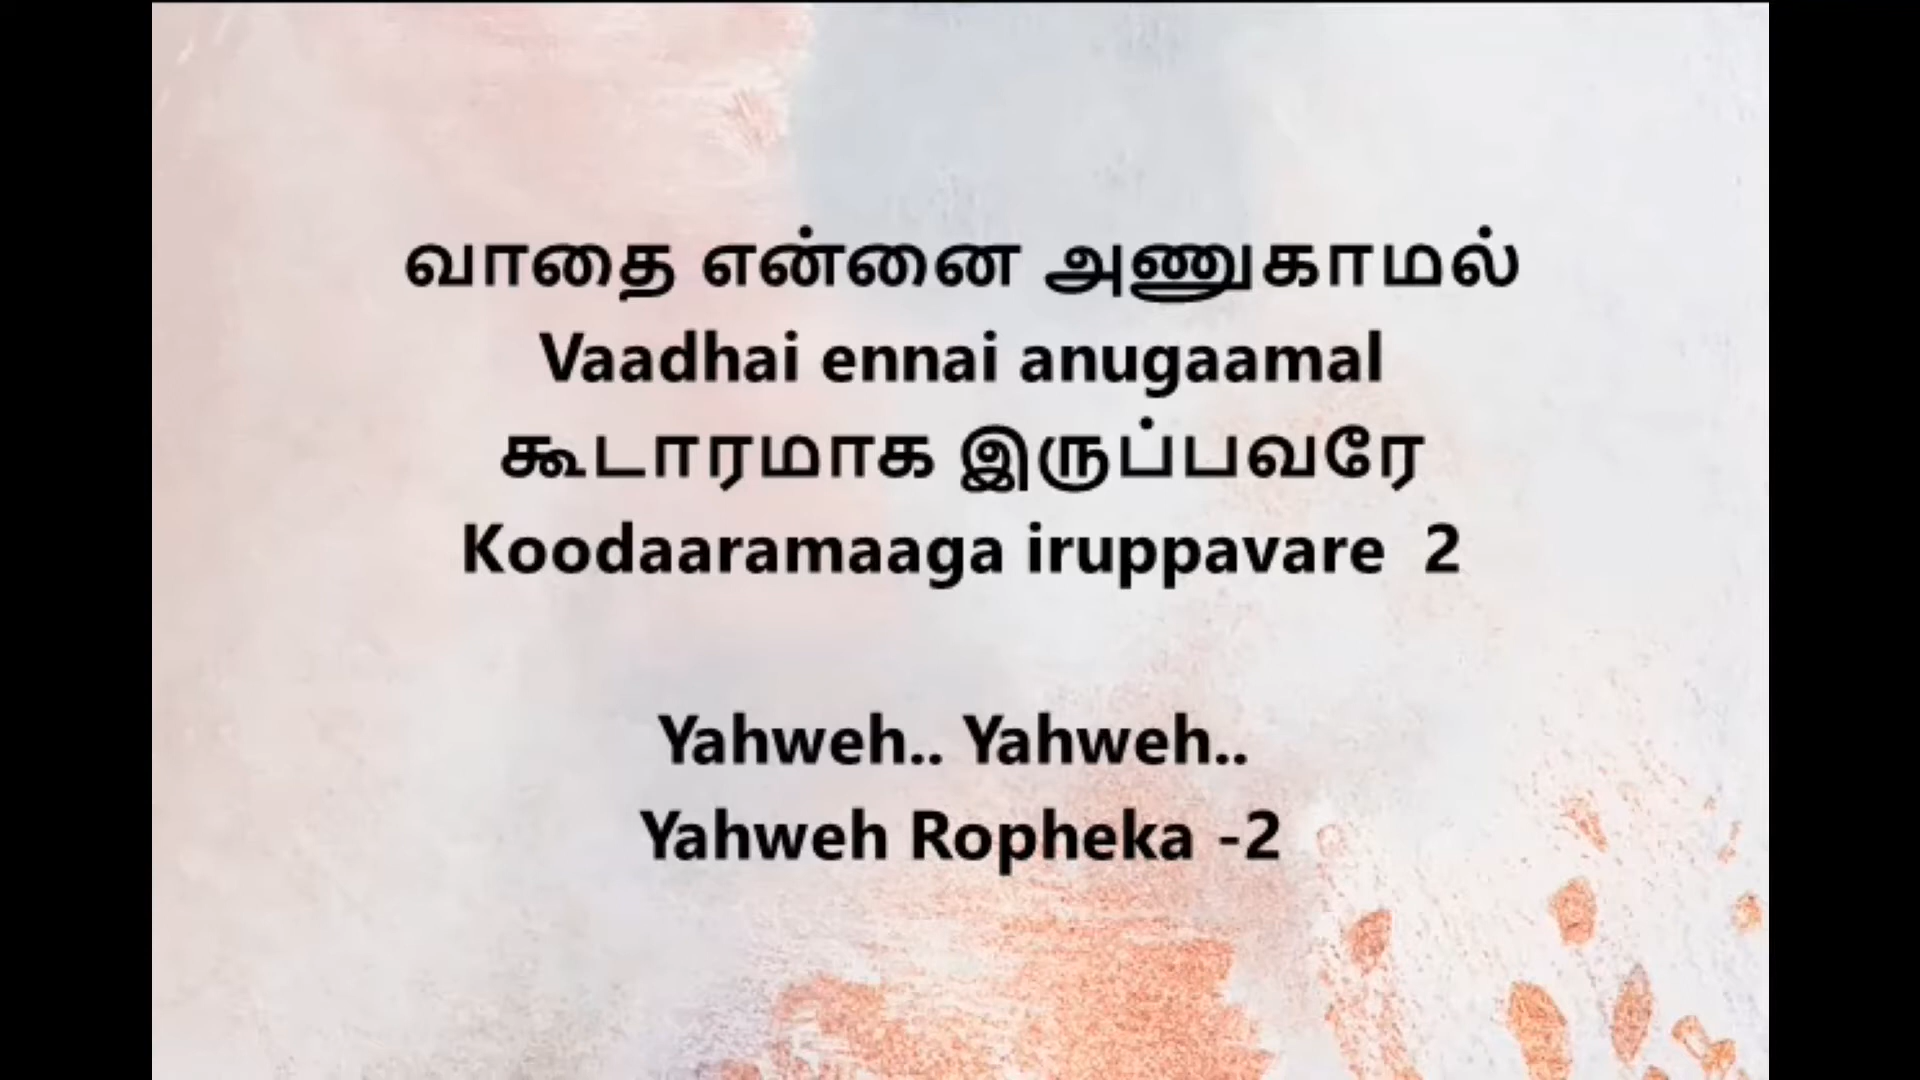 வாதை என்னை அணுகாமல்
Vaadhai ennai anugaamal
கூடாரமாக இருப்பவரே
Koodaaramaaga iruppavare 2
Yahweh.. Yahweh..
Yahweh Ropheka -2